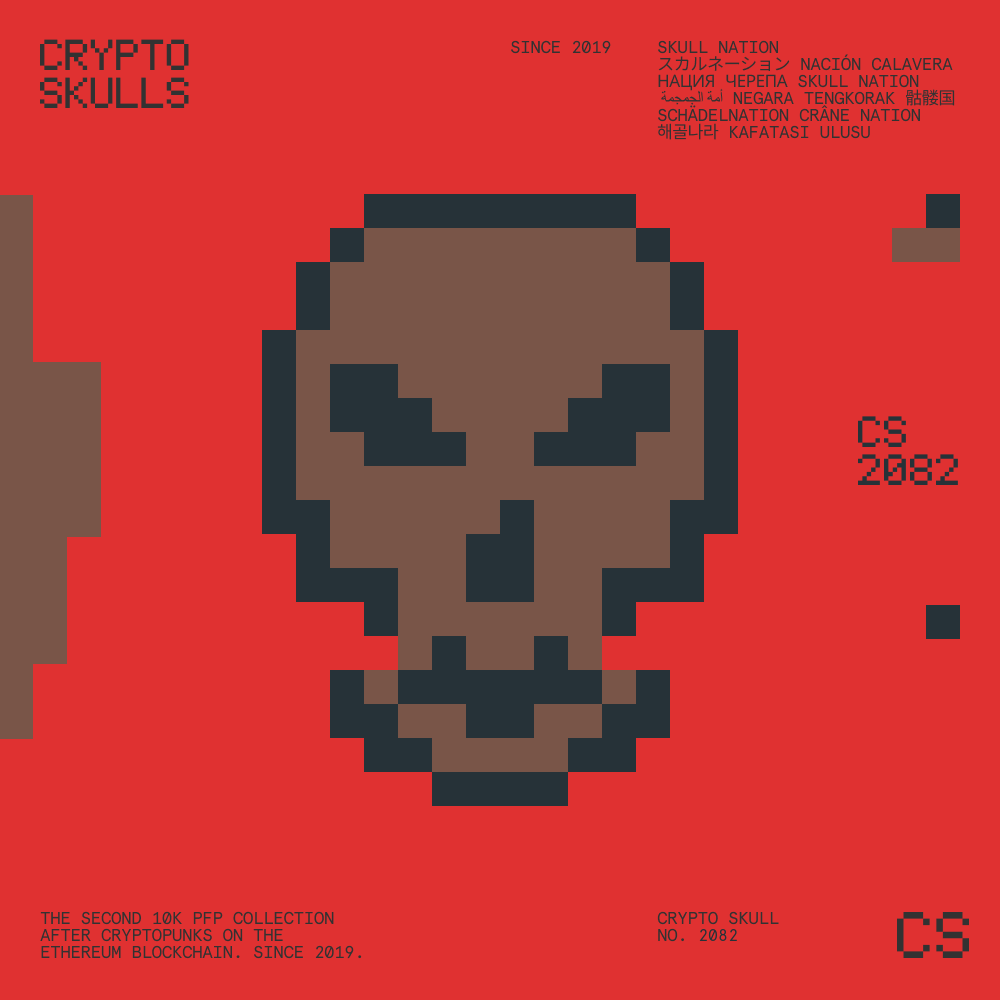 CRYPTO
SKULLS
SINCE 2019
SKULL NATION
スカルネーション NACIÓN CALAVERA
НАЦИЯ ЧЕРЕПА SKULL NATION
أمة الجمجمة NEGARA TENGKORAK 骷髅国
SCHÄDELNATION CRÂNE NATION
해골나라 KAFATASI ULUSU
CS
2082
THE SECOND 10K PFP COLLECTION
AFTER CRYPTOPUNKS ON THE
ETHEREUM BLOCKCHAIN. SINCE 2019.
CRYPTO SKULL
NO. 2082
CS